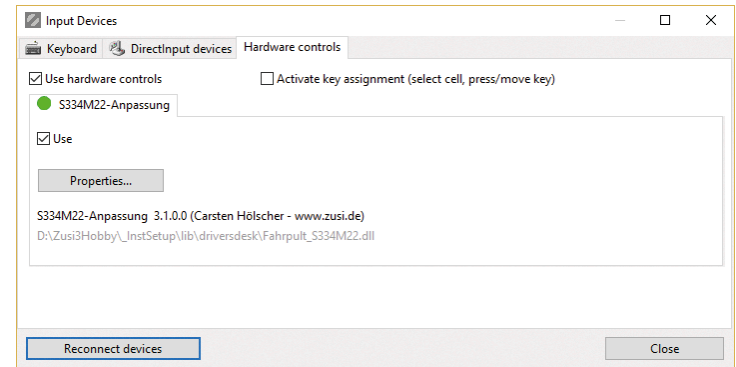 Input Devices
Keyboard DirectInput devices Hardware controls
Use hardware controls Activate key assignment (select cell, press/move key)
S334M22-Anpassung
Use
Properties...
S334M22-Anpassung 3.1.0.0 (Carsten Hölscher - www.zusi.de)
D:\Zusi3Hobby\_InstSetup\lib\driversdesk\Fahrpult_S334M22.dll
Reconnect devices Close